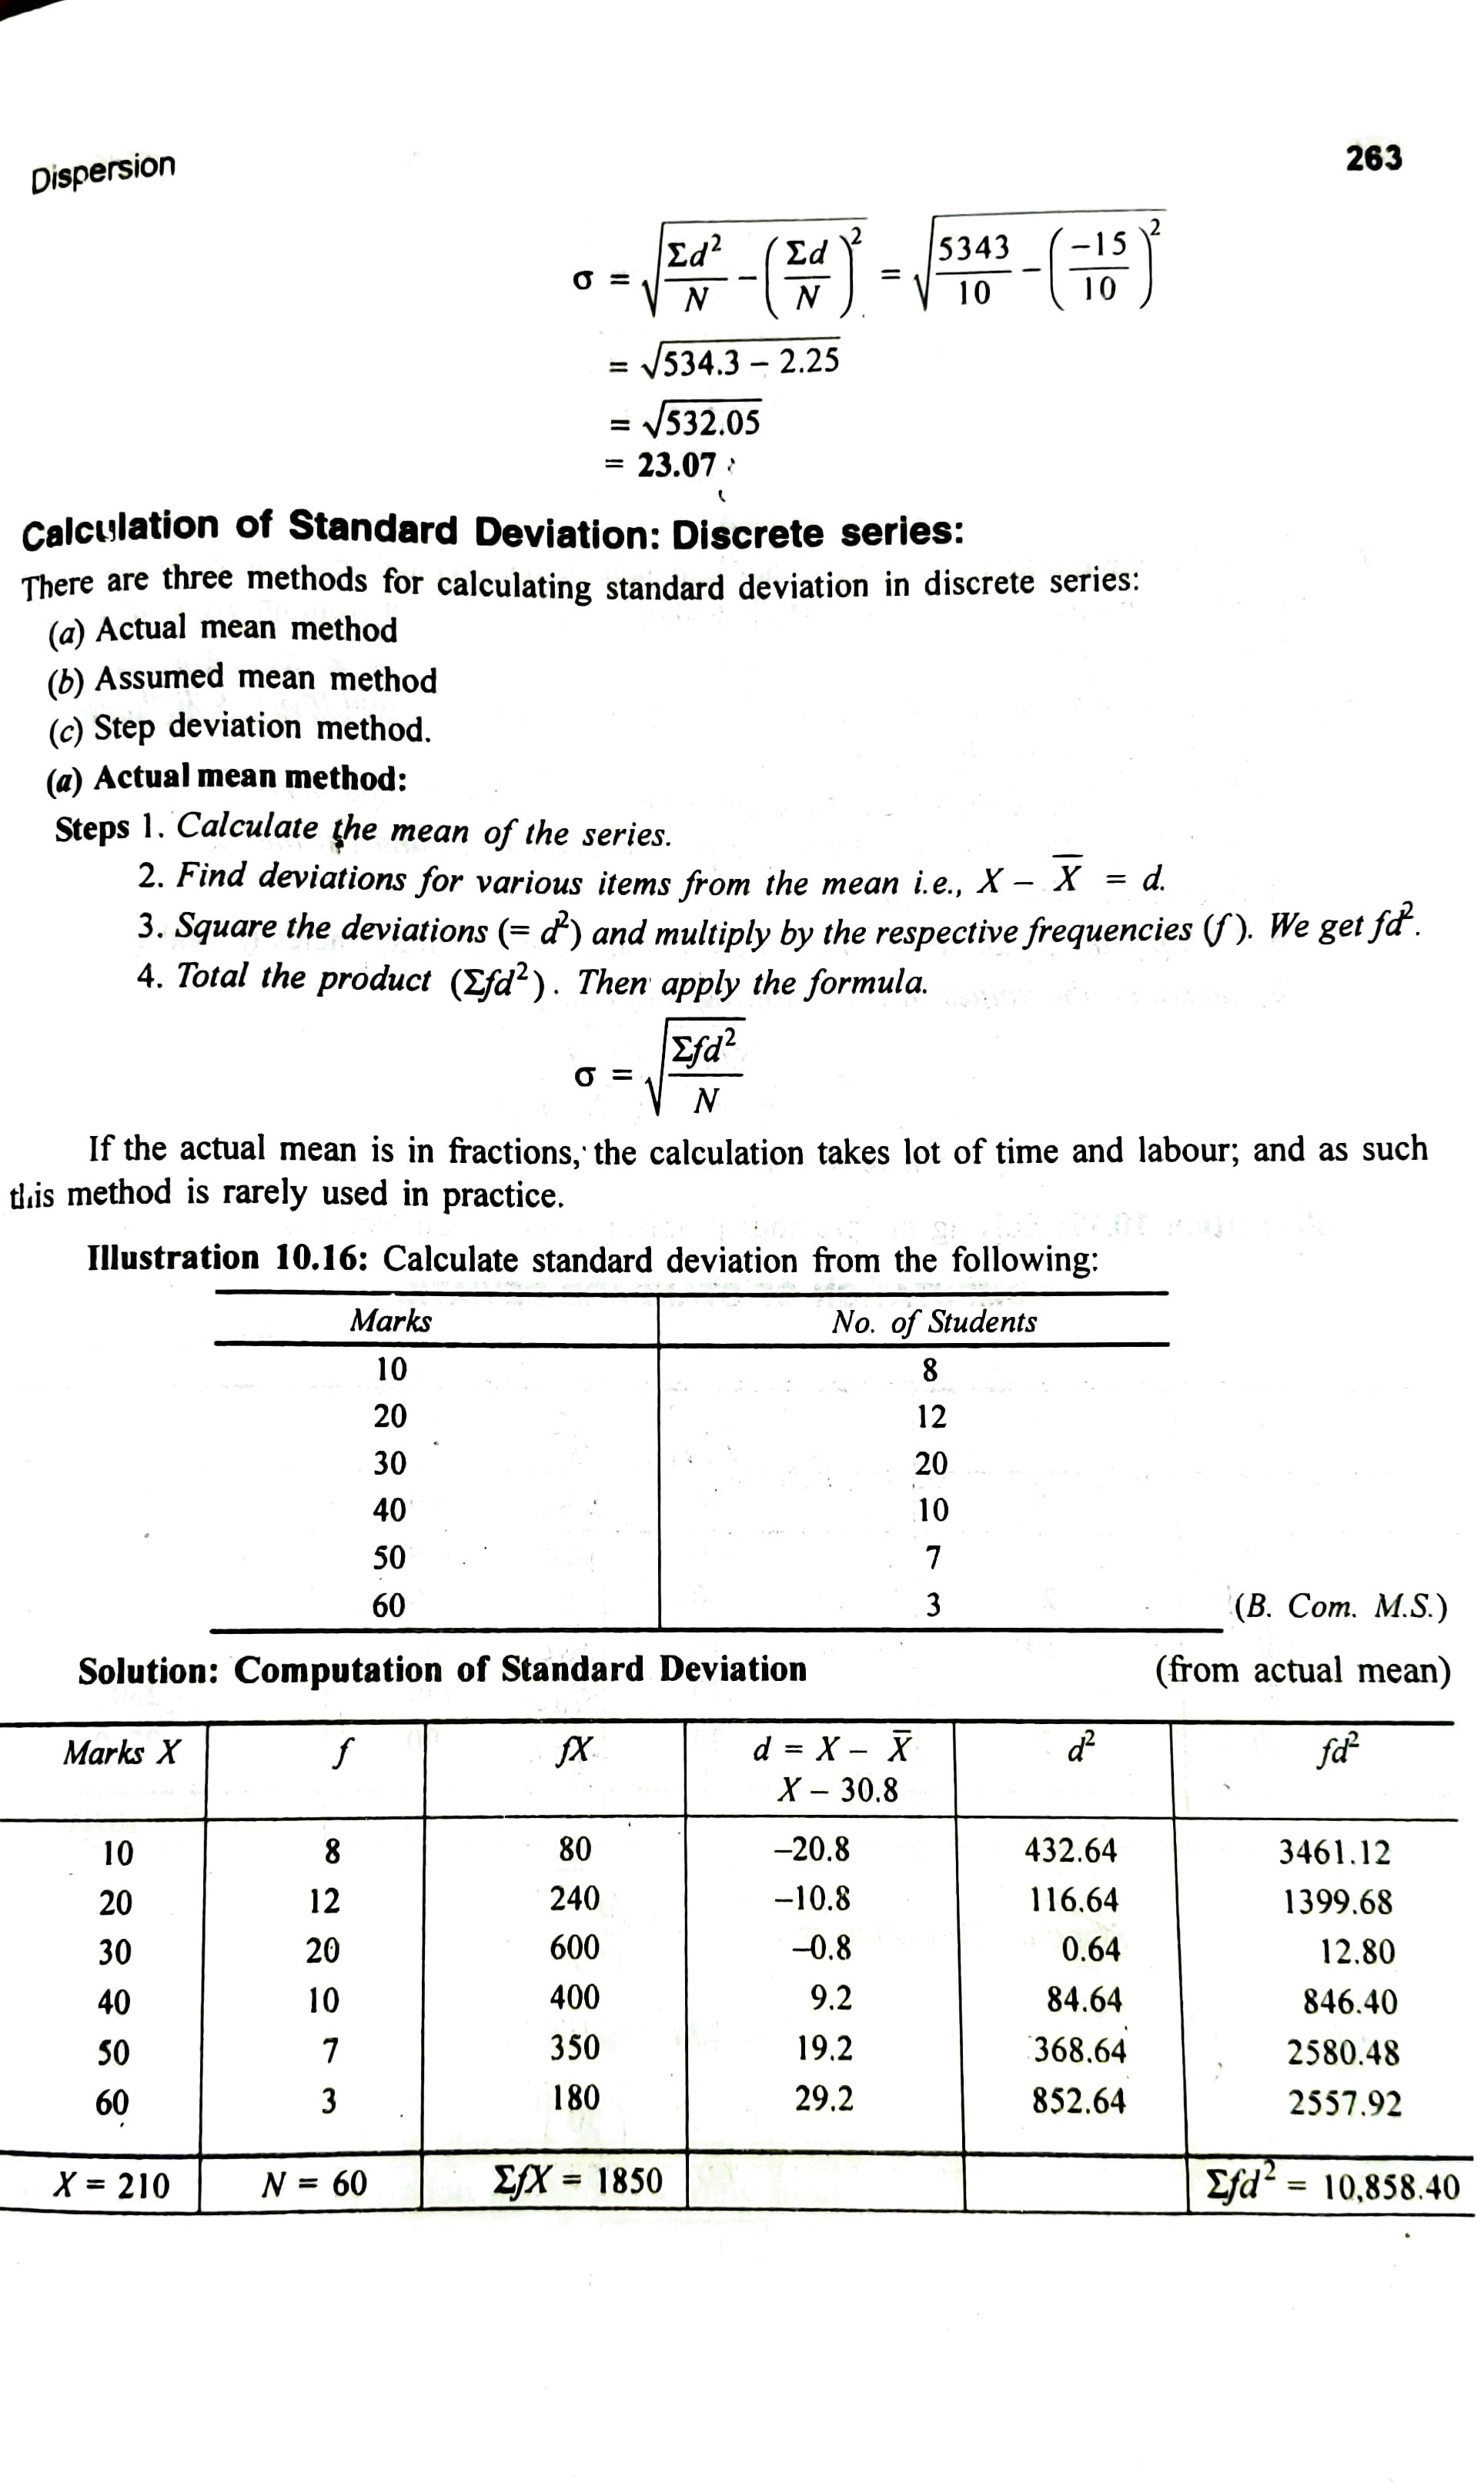 Dispersion
263
σ = √(Σd²/N − (Σd/N)²) = √(5343/10 − (−15/10)²)
= √534.3 – 2.25
= √532.05
= 23.07
Calculation of Standard Deviation: Discrete series:
There are three methods for calculating standard deviation in discrete series:
(a) Actual mean method
(b) Assumed mean method
(c) Step deviation method.
(a) Actual mean method:
Steps 1. Calculate the mean of the series.
2. Find deviations for various items from the mean i.e., X – X̄ = d.
3. Square the deviations (= d²) and multiply by the respective frequencies (f). We get fd².
4. Total the product (Σfd²). Then apply the formula.
σ = √(Σfd²/N)
If the actual mean is in fractions, the calculation takes lot of time and labour; and as such
this method is rarely used in practice.
Illustration 10.16: Calculate standard deviation from the following:
Marks No. of Students
10 8
20 12
30 20
40 10
50 7
60 3 (B. Com. M.S.)
Solution: Computation of Standard Deviation (from actual mean)
Marks X f fX d = X – X̄ d² fd²
X – 30.8
10 8 80 –20.8 432.64 3461.12
20 12 240 –10.8 116.64 1399.68
30 20 600 –0.8 0.64 12.80
40 10 400 9.2 84.64 846.40
50 7 350 19.2 368.64 2580.48
60 3 180 29.2 852.64 2557.92
X = 210 N = 60 ΣfX = 1850 Σfd² = 10,858.40